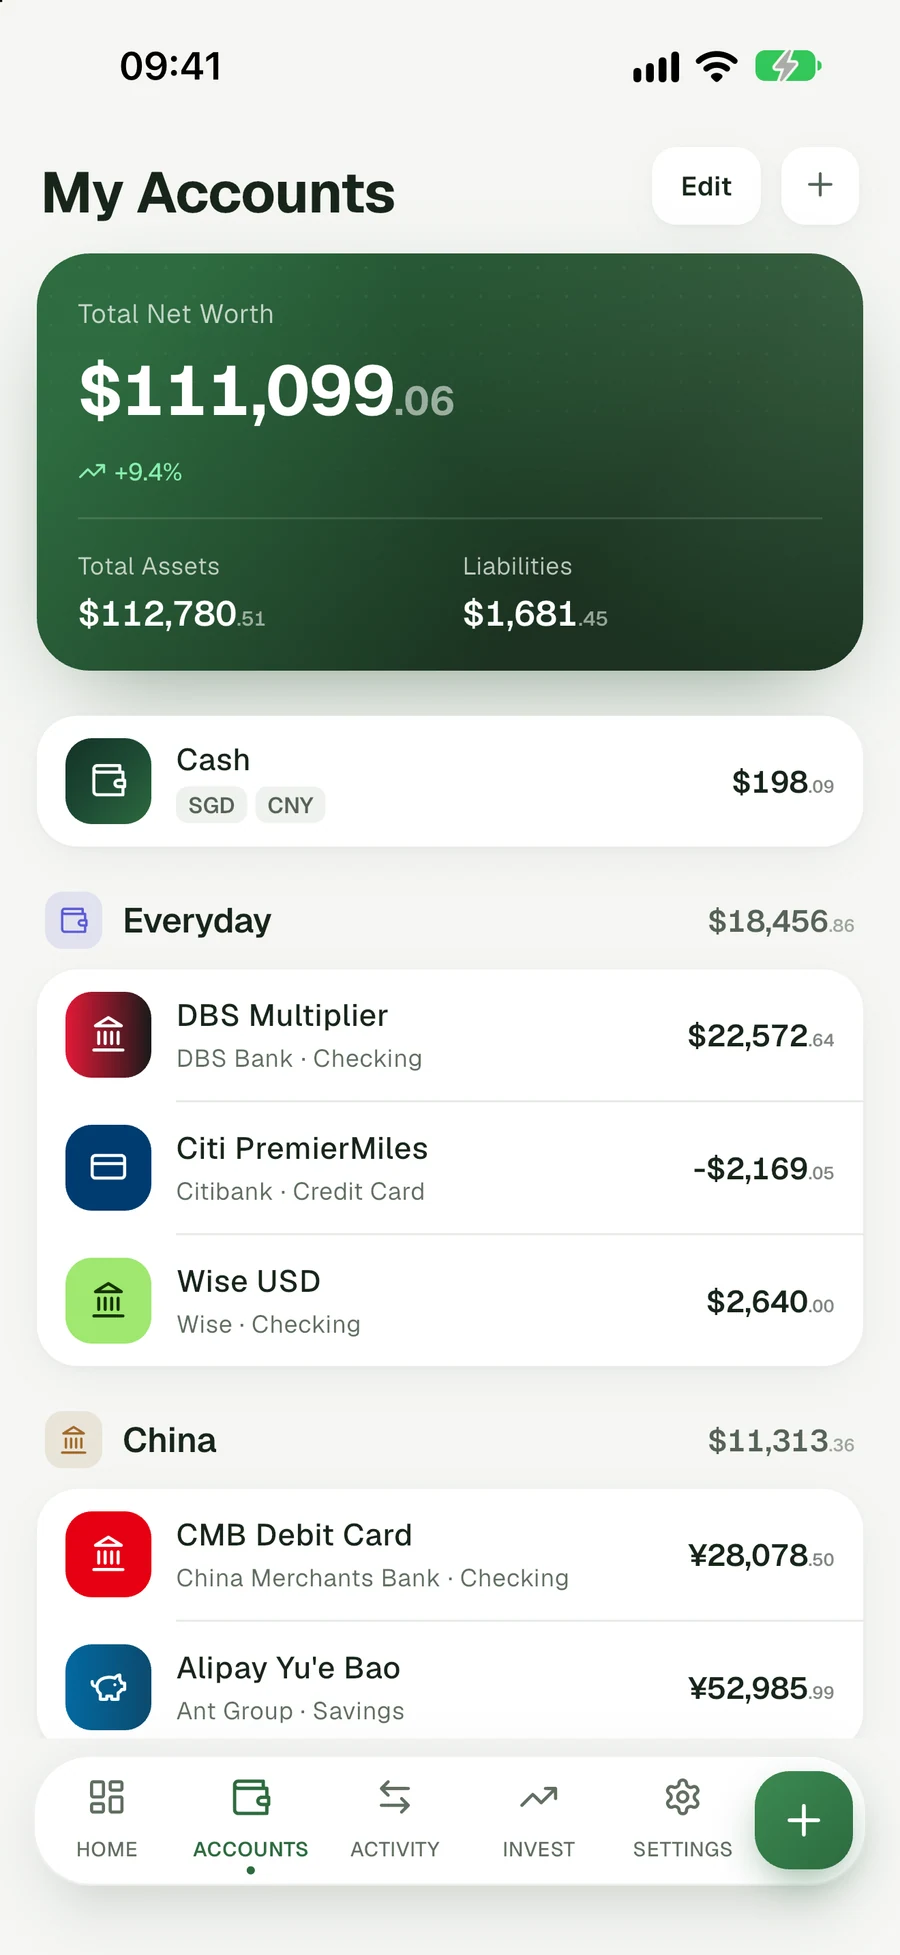 09:41
My Accounts
Edit
Total Net Worth
$111,099.06
+9.4%
Total Assets
Liabilities
$112,780.51
$1,681.45
Cash
SGD CNY
$198.09
Everyday
$18,456.86
DBS Multiplier
DBS Bank · Checking
$22,572.64
Citi PremierMiles
Citibank · Credit Card
-$2,169.05
Wise USD
Wise · Checking
$2,640.00
China
$11,313.36
CMB Debit Card
China Merchants Bank · Checking
¥28,078.50
Alipay Yu'e Bao
Ant Group · Savings
¥52,985.99
HOME
ACCOUNTS
ACTIVITY
INVEST
SETTINGS